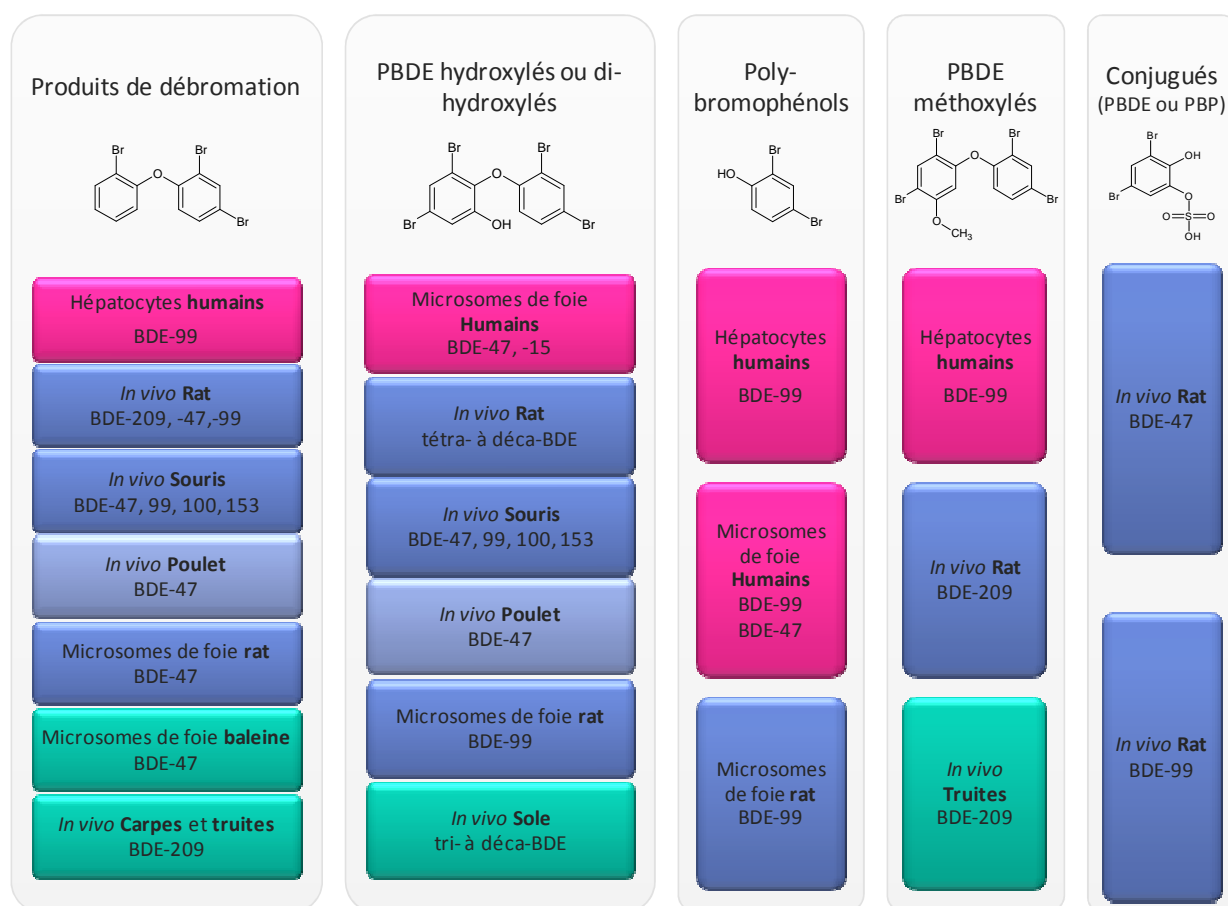 Produits de débromation
Br
Br
O
Br
Hépatocytes humains
BDE-99
In vivo Rat
BDE-209, -47,-99
In vivo Souris
BDE-47, 99, 100, 153
In vivo Poulet
BDE-47
Microsomes de foie rat
BDE-47
Microsomes de foie baleine
BDE-47
In vivo Carpes et truites
BDE-209
PBDE hydroxylés ou di-
hydroxylés
Br
Br
O
Br
OH
Br
Microsomes de foie
Humains
BDE-47, -15
In vivo Rat
tétra- à déca-BDE
In vivo Souris
BDE-47, 99, 100, 153
In vivo Poulet
BDE-47
Microsomes de foie rat
BDE-99
In vivo Sole
tri- à déca-BDE
Poly-
bromophénols
Br
HO
Br
Hépatocytes
humains
BDE-99
Microsomes
de foie
Humains
BDE-99
BDE-47
Microsomes
de foie rat
BDE-99
PBDE
méthoxylés
Br
Br
O
Br
Br
O
CH3
Hépatocytes
humains
BDE-99
In vivo Rat
BDE-209
In vivo
Truites
BDE-209
Conjugués
(PBDE ou PBP)
Br
OH
Br
O
O=S=O
OH
In vivo Rat
BDE-47
In vivo Rat
BDE-99